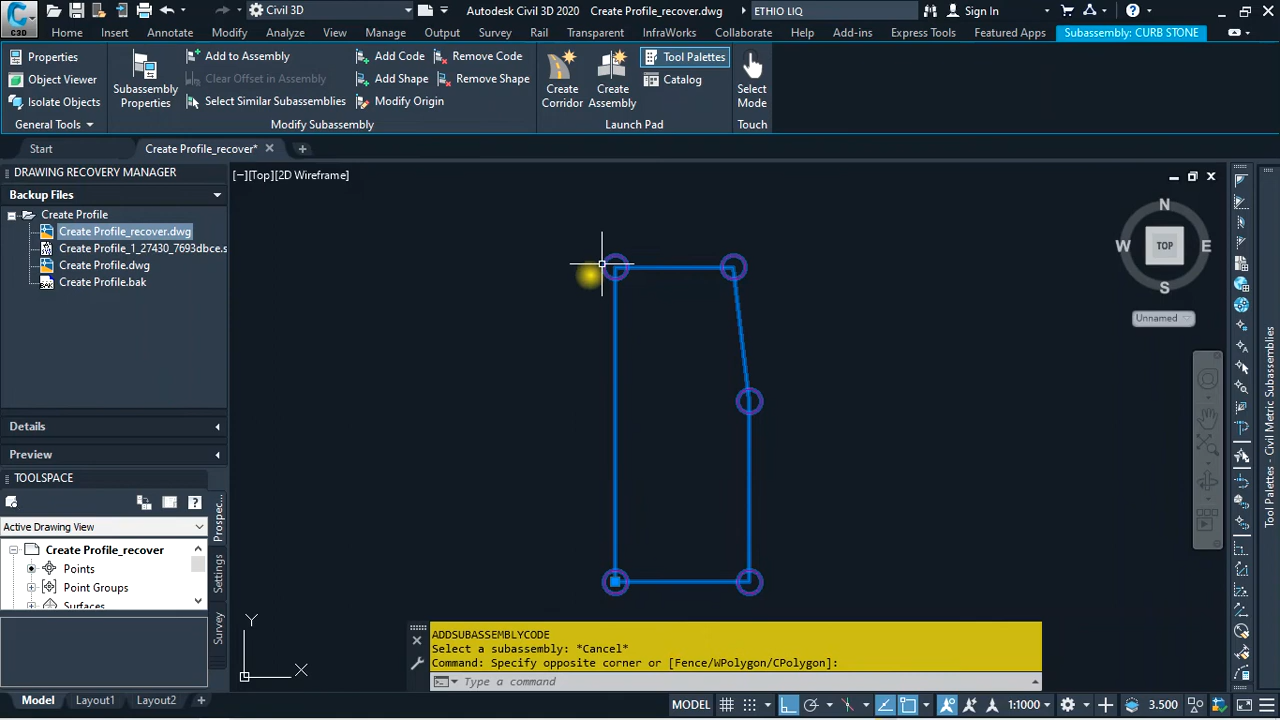 Civil 3D
Share
Autodesk Civil 3D 2020
Create Profile_recover.dwg
ETHIO LIQ
Sign In
C3D
Home
Insert
Annotate
Modify
Analyze
View
Manage
Output
Survey
Rail
Transparent
InfraWorks
Collaborate
Help
Add-ins
Express Tools
Featured Apps
Subassembly: CURB STONE
Properties
Object Viewer
Isolate Objects
General Tools
Subassembly
Properties
Add to Assembly
Clear Offset in Assembly
Select Similar Subassemblies
Add Code
Add Shape
Modify Origin
Remove Code
Remove Shape
Modify Subassembly
Create
Corridor
Create
Assembly
Tool Palettes
Catalog
Launch Pad
Select
Mode
Touch
Start
Create Profile_recover*
DRAWING RECOVERY MANAGER
Backup Files
Create Profile
Create Profile_recover.dwg
Create Profile_1_27430_7693dbce.s
Create Profile.dwg
Create Profile.bak
Details
Preview
TOOLSPACE
Active Drawing View
Create Profile_recover
Points
Point Groups
Surfaces
Prospec...
Settings
Survey
[−][Top][2D Wireframe]
N
W
TOP
E
S
Unnamed
Tool Palettes - Civil Metric Subassemblies
Y
X
ADDSUBASSEMBLYCODE
Select a subassembly: *Cancel*
Command: Specify opposite corner or [Fence/WPolygon/CPolygon]:
Type a command
Model
Layout1
Layout2
MODEL
1:1000
3.500